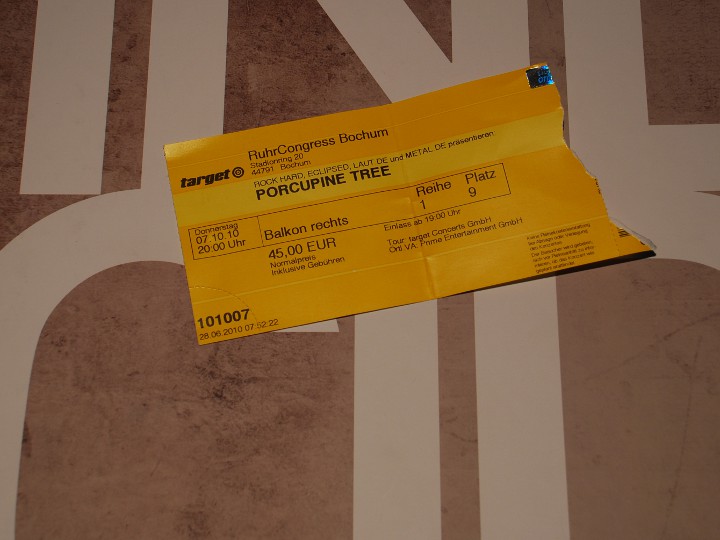 RuhrCongress Bochum
Stadionring 20
44791 Bochum
target
ROCK HARD, ECLIPSED, LAUT.DE und METAL.DE präsentieren
PORCUPINE TREE
Donnerstag
07.10.10
20:00 Uhr
Balkon rechts
Reihe Platz
1 9
45,00 EUR
Normalpreis
Inklusive Gebühren
Einlass ab 19:00 Uhr
Tour: target Concerts GmbH
Örtl.VA: Prime Entertainment GmbH
101007
28.06.2010 07:52:22